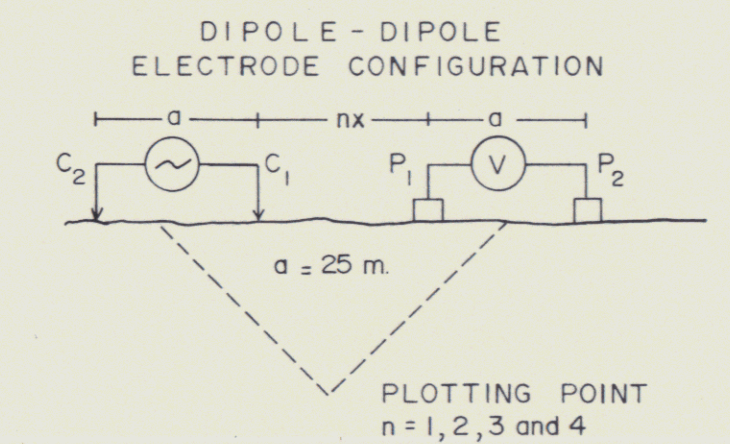 DIPOLE - DIPOLE
ELECTRODE CONFIGURATION
a nx a
C2 C1 P1 V P2
a = 25 m.
PLOTTING POINT
n = 1, 2, 3 and 4